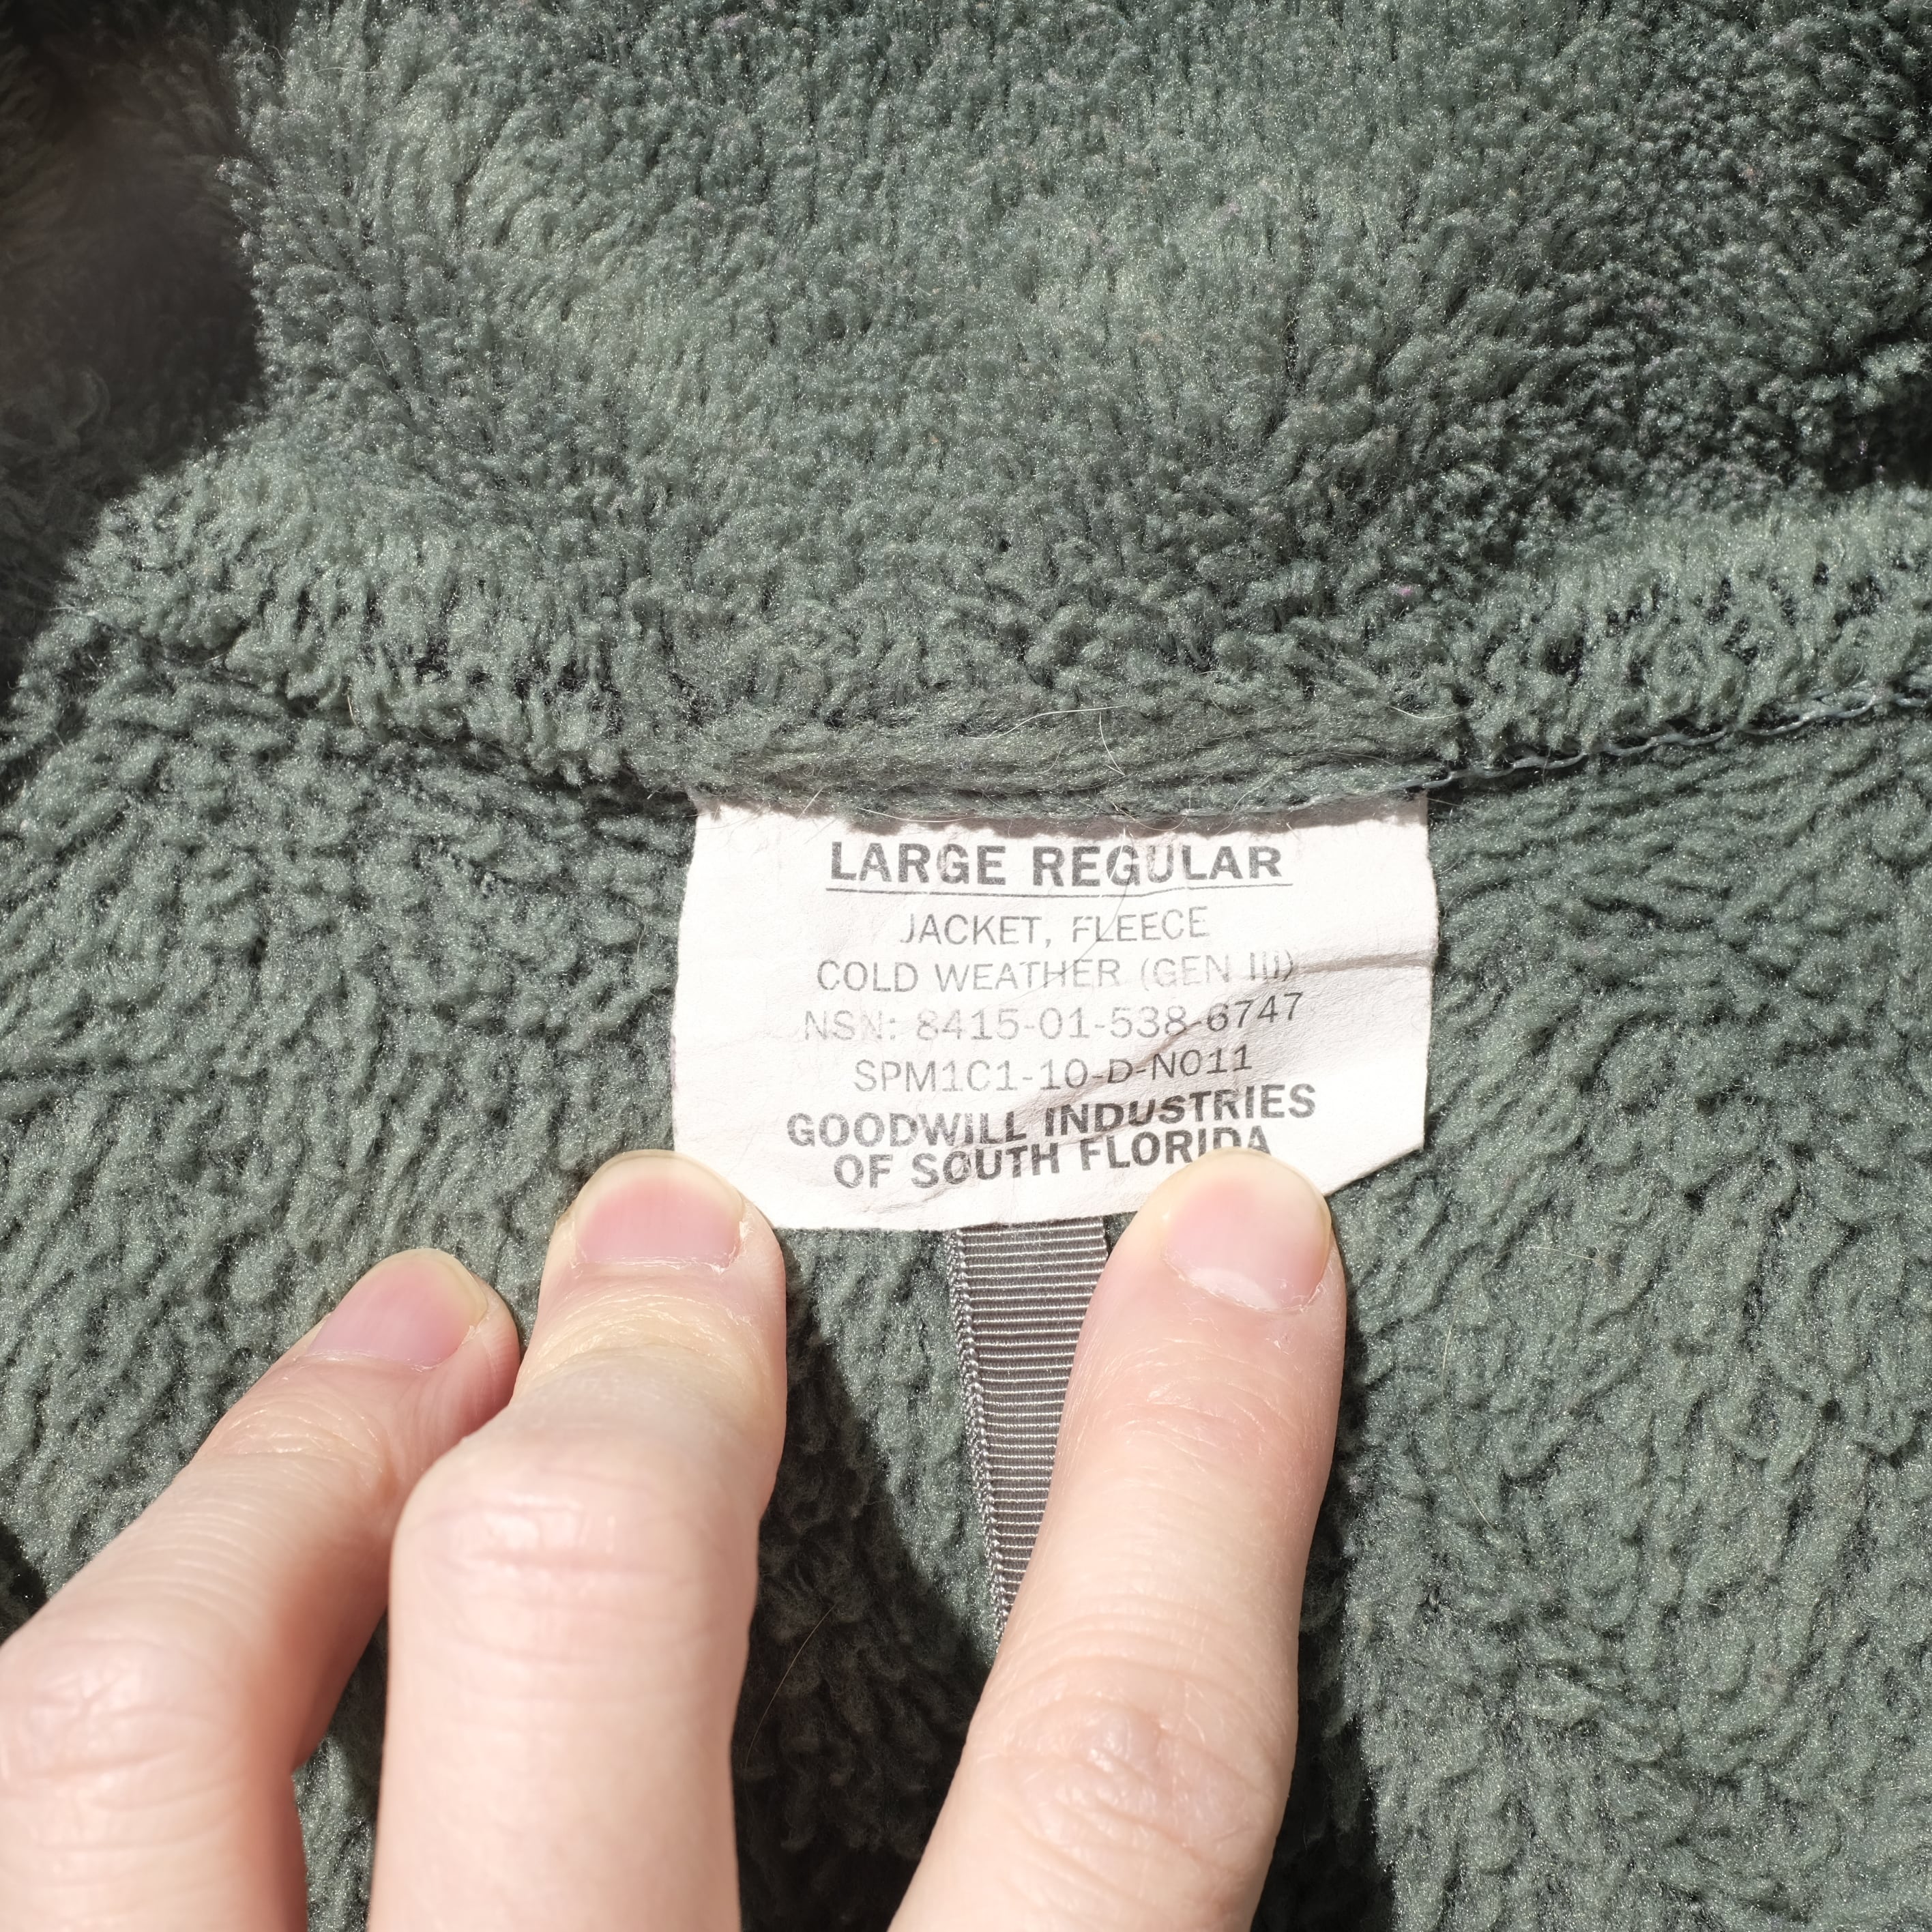 LARGE REGULAR
JACKET, FLEECE
COLD WEATHER (GEN III)
NSN: 8415-01-538-6747
SPM1C1-10-D-N011
GOODWILL INDUSTRIES
OF SOUTH FLORIDA